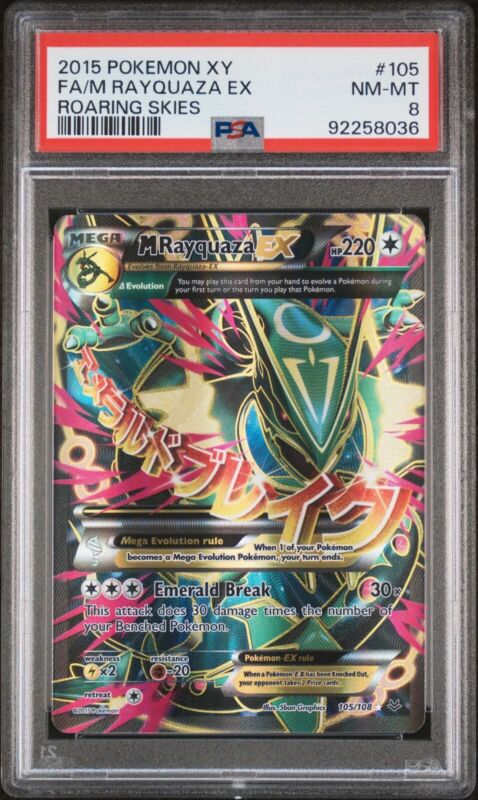 2015 POKEMON XY #105
FA/M RAYQUAZA EX NM-MT
ROARING SKIES 8
PSA 92258036
MEGA M Rayquaza EX HP220
Evolves from Rayquaza-EX
Δ Evolution
You may play this card from your hand to evolve a Pokémon during
your first turn or the turn you play that Pokémon.
エメラルドブレイク
Mega Evolution rule
When 1 of your Pokémon
becomes a Mega Evolution Pokémon, your turn ends.
Emerald Break 30×
This attack does 30 damage times the number of
your Benched Pokémon.
weakness resistance
×2 -20
Pokémon-EX rule
When a Pokémon-EX has been Knocked Out,
your opponent takes 2 Prize cards.
retreat
©2015 Pokémon
Illus. 5ban Graphics 105/108
PSA